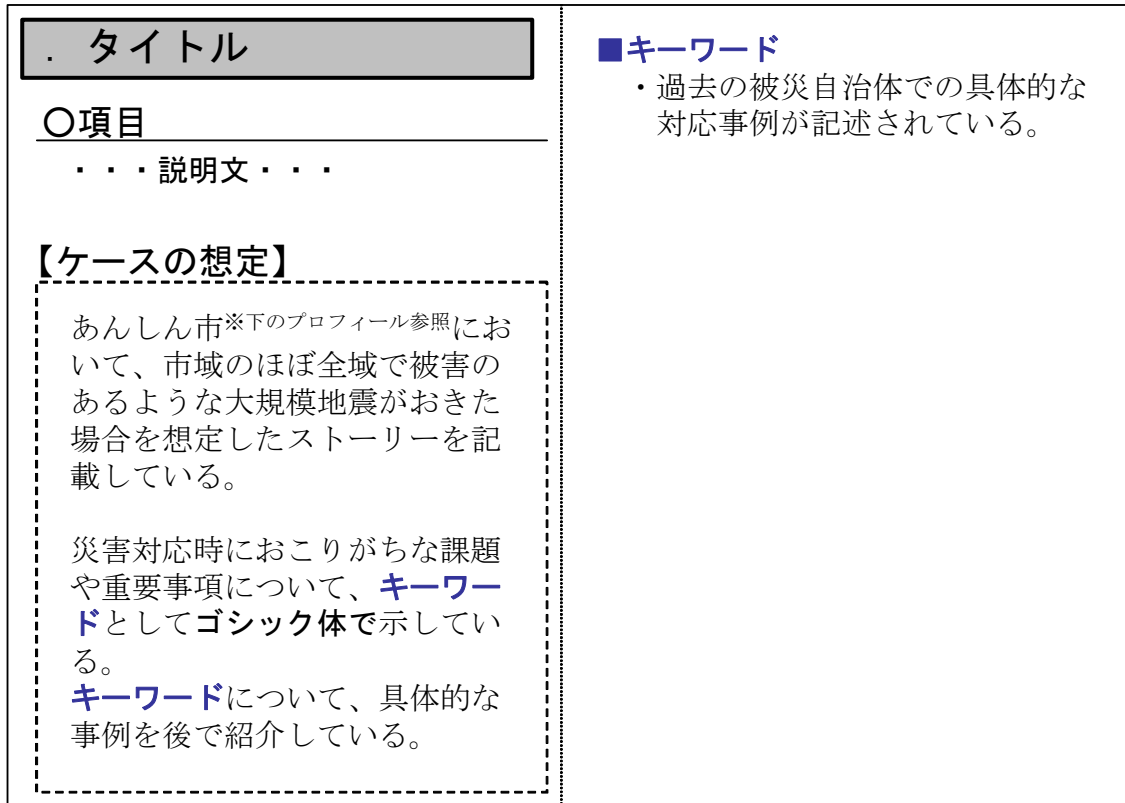 . タイトル
〇項目
・・・説明文・・・
【ケースの想定】
あんしん市※下のプロフィール参照にお
いて、市域のほぼ全域で被害の
あるような大規模地震がおきた
場合を想定したストーリーを記
載している。
災害対応時におこりがちな課題
や重要事項について、キーワー
ドとしてゴシック体で示してい
る。
キーワードについて、具体的な
事例を後で紹介している。
■キーワード
・過去の被災自治体での具体的な
対応事例が記述されている。